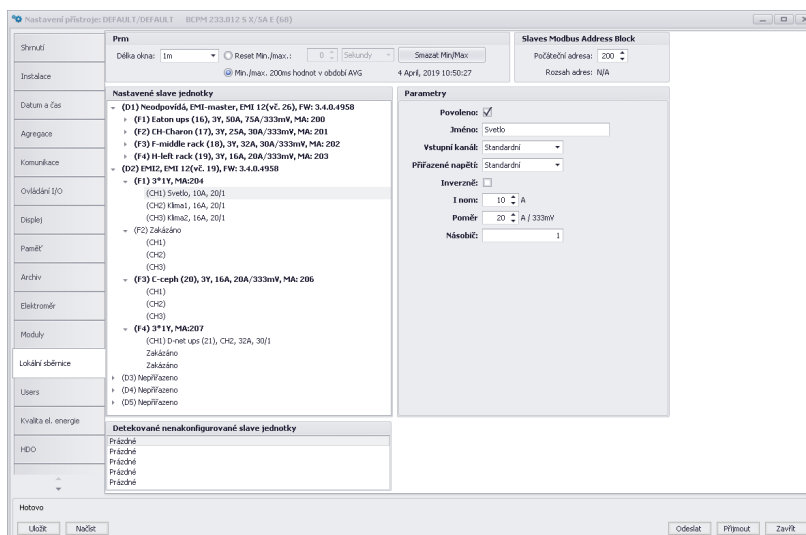 Nastavení přístroje: DEFAULT/DEFAULT BCPM 233.012 S X/5A E (60)
Shrnutí
Instalace
Datum a čas
Agregace
Komunikace
Ovládání I/O
Displej
Paměť
Archiv
Elektroměr
Moduly
Lokální sběrnice
Users
Kvalita el. energie
HDO
Prm
Délka okna: 1m Reset Min./max.: 0 Sekundy Smazat Min/Max
Min./max. 200ms hodnot v období AVG 4 April, 2019 10:50:27
Slaves Modbus Address Block
Počáteční adresa: 200
Rozsah adres: N/A
Nastavené slave jednotky
(D1) Neodpovídá, EMI-master, EMI 12(vč. 26), FW: 3.4.0.4958
(F1) Eaton ups (16), 3Y, 50A, 75A/333mV, MA: 200
(F2) CH-Charon (17), 3Y, 25A, 30A/333mV, MA: 201
(F3) F-middle rack (18), 3Y, 32A, 30A/333mV, MA: 202
(F4) H-left rack (19), 3Y, 16A, 20A/333mV, MA: 203
(D2) EMI2, EMI 12(vč. 19), FW: 3.4.0.4958
(F1) 3*1Y, MA:204
(CH1) Svetlo, 10A, 20/1
(CH2) Klima1, 16A, 20/1
(CH3) Klima2, 16A, 20/1
(F2) Zakázáno
(CH1)
(CH2)
(CH3)
(F3) C-ceph (20), 3Y, 16A, 20A/333mV, MA: 206
(CH1)
(CH2)
(CH3)
(F4) 3*1Y, MA:207
(CH1) D-net ups (21), CH2, 32A, 30/1
Zakázáno
Zakázáno
(D3) Nepřiřazeno
(D4) Nepřiřazeno
(D5) Nepřiřazeno
Parametry
Povoleno:
Jméno: Svetlo
Vstupní kanál: Standardní
Přiřazené napětí: Standardní
Inverzně:
I nom: 10 A
Poměr 20 A / 333mV
Násobič: 1
Detekované nenakonfigurované slave jednotky
Prázdné
Prázdné
Prázdné
Prázdné
Prázdné
Hotovo
Uložit Načíst Odeslat Přijmout Zavřít